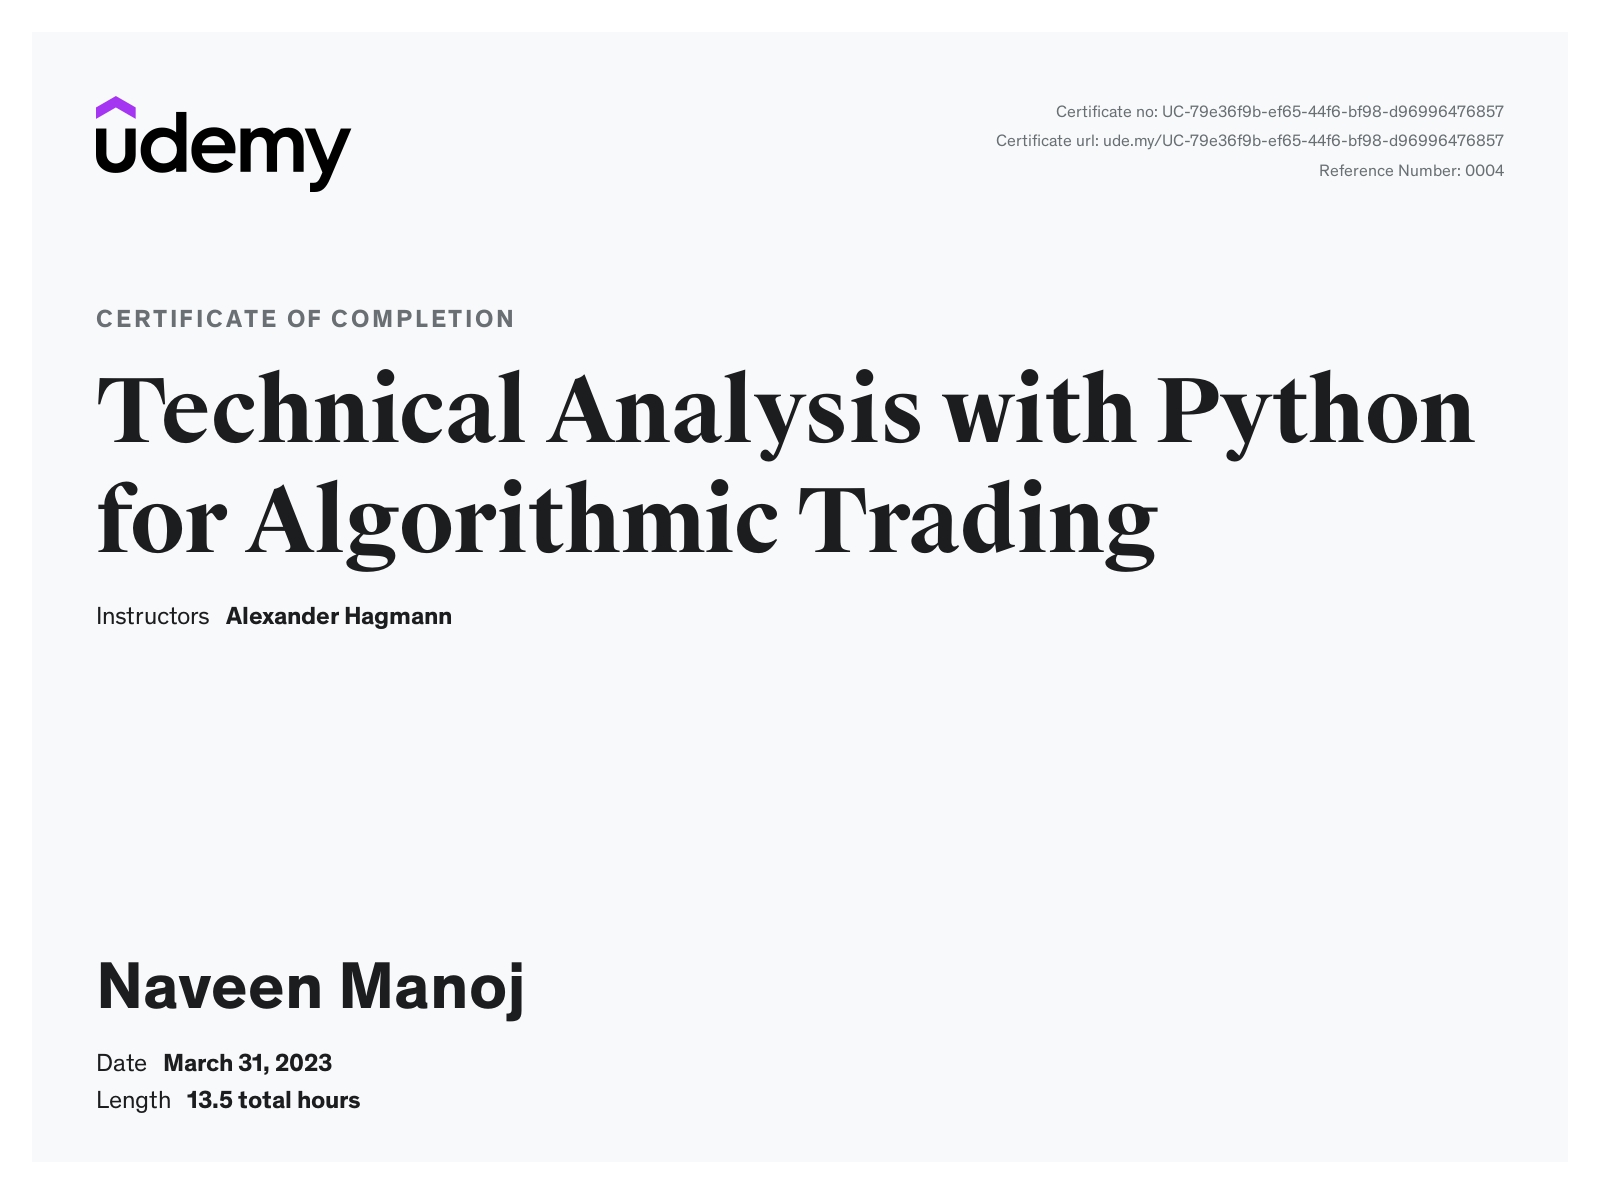 udemy
Certificate no: UC-79e36f9b-ef65-44f6-bf98-d96996476857
Certificate url: ude.my/UC-79e36f9b-ef65-44f6-bf98-d96996476857
Reference Number: 0004
CERTIFICATE OF COMPLETION
Technical Analysis with Python
for Algorithmic Trading
Instructors Alexander Hagmann
Naveen Manoj
Date March 31, 2023
Length 13.5 total hours